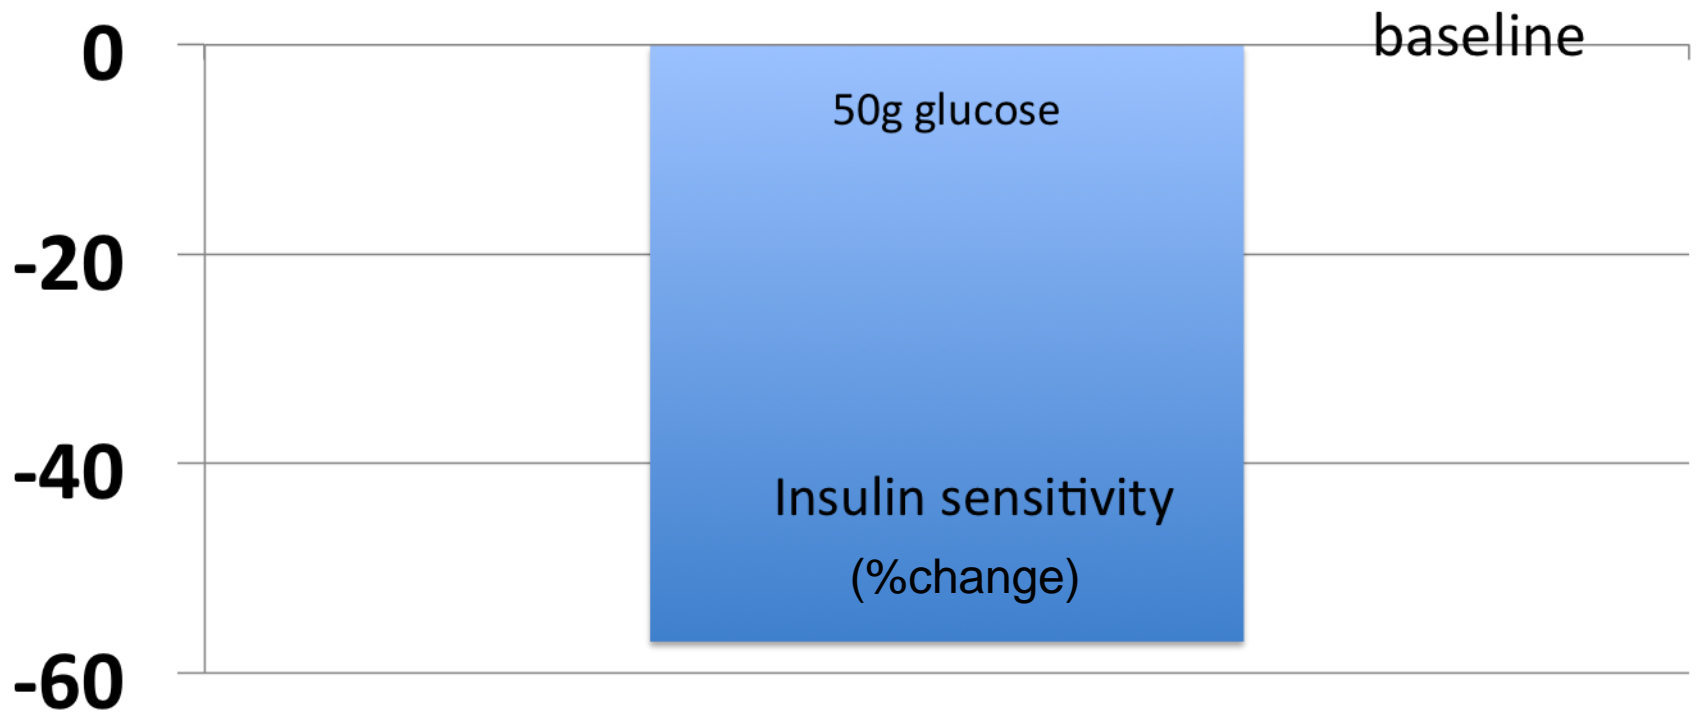 0
baseline
50g glucose
-20
-40
Insulin sensitivity
(%change)
-60